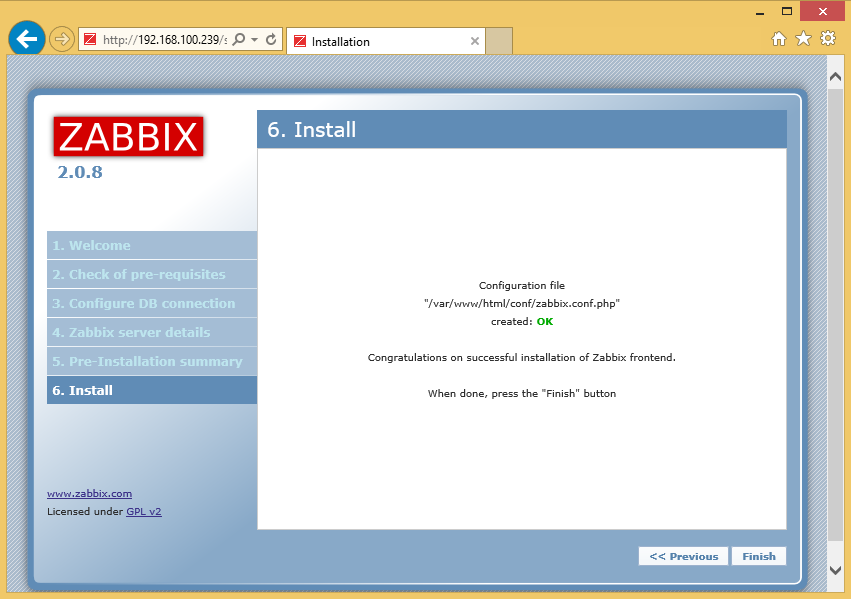 http://192.168.100.239/s
Installation
ZABBIX
2.0.8
1. Welcome
2. Check of pre-requisites
3. Configure DB connection
4. Zabbix server details
5. Pre-Installation summary
6. Install
www.zabbix.com
Licensed under GPL v2
6. Install
Configuration file
"/var/www/html/conf/zabbix.conf.php"
created: OK
Congratulations on successful installation of Zabbix frontend.
When done, press the "Finish" button
<< Previous
Finish